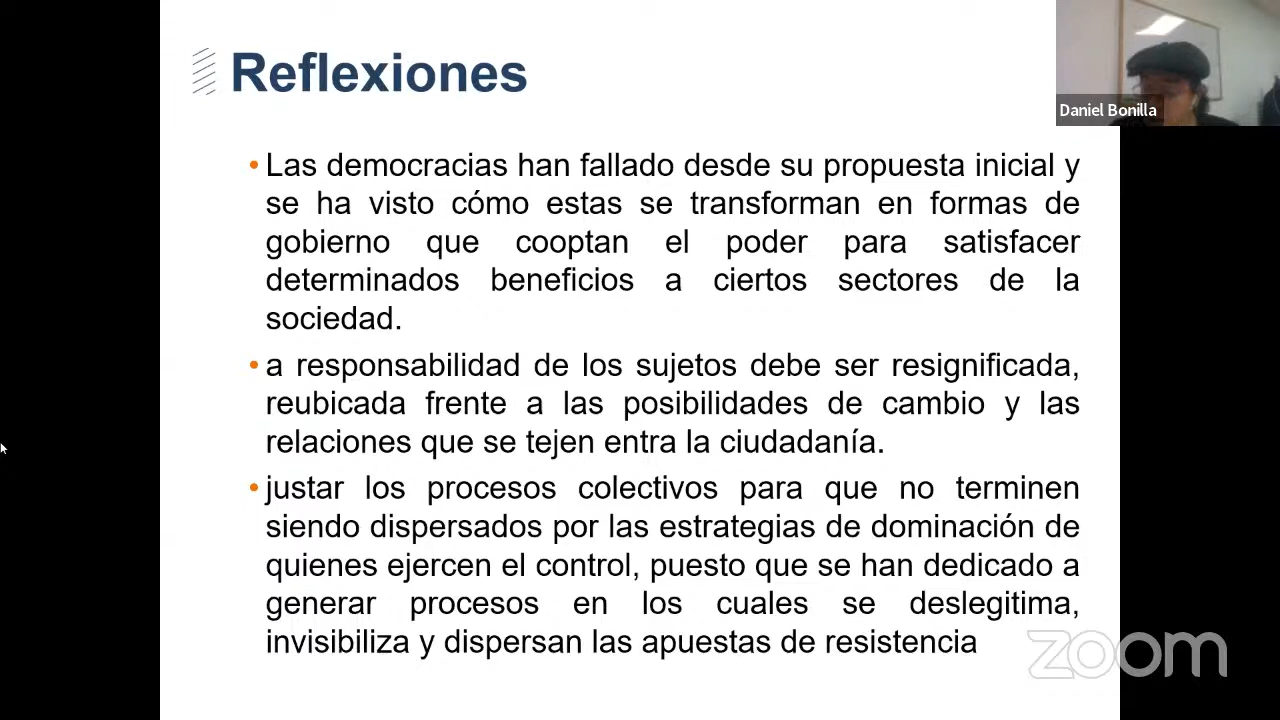 Reflexiones
Daniel Bonilla
•Las democracias han fallado desde su propuesta inicial y
se ha visto cómo estas se transforman en formas de
gobierno que cooptan el poder para satisfacer
determinados beneficios a ciertos sectores de la
sociedad.
•a responsabilidad de los sujetos debe ser resignificada,
reubicada frente a las posibilidades de cambio y las
relaciones que se tejen entra la ciudadanía.
•justar los procesos colectivos para que no terminen
siendo dispersados por las estrategias de dominación de
quienes ejercen el control, puesto que se han dedicado a
generar procesos en los cuales se deslegitima,
invisibiliza y dispersan las apuestas de resistencia
zoom